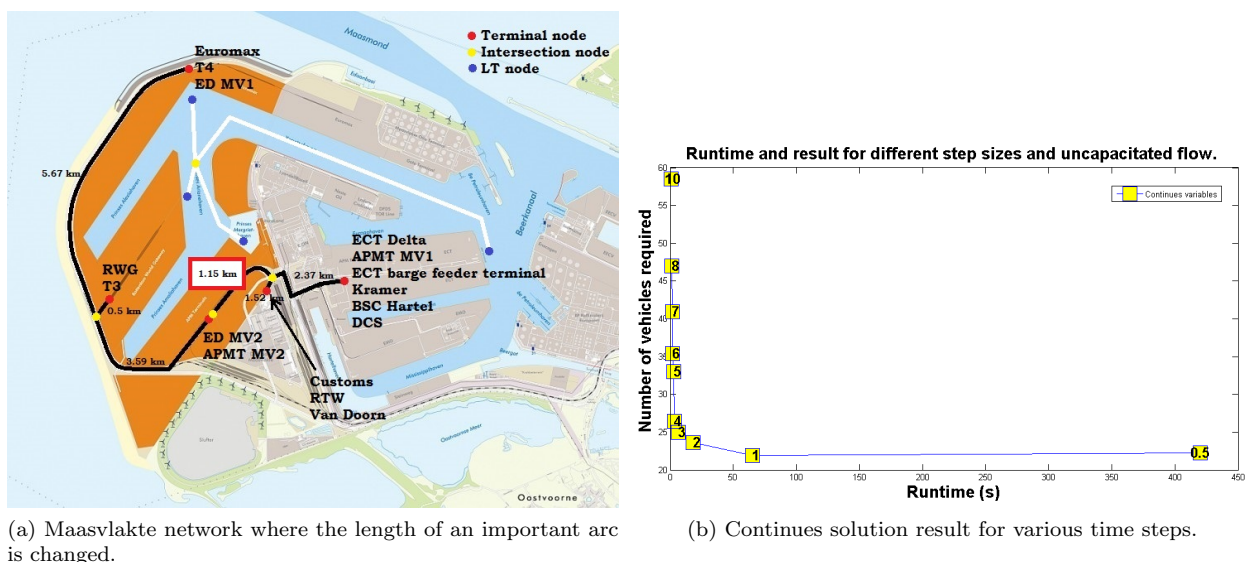 Terminal node
Intersection node
LT node
Maasmond
Euromax
T4
ED MV1
5.67 km
Beerkanaal
RWG
T3
0.5 km
1.15 km
2.37 km
1.52 km
ECT Delta
APMT MV1
ECT barge feeder terminal
Kramer
BSC Hartel
DCS
ED MV2
APMT MV2
3.59 km
Customs
RTW
Van Doorn
Slufter
Oostvoornse Meer
Oostvoorne
(a) Maasvlakte network where the length of an important arc
is changed.
Runtime and result for different step sizes and uncapacitated flow.
Continues variables
Number of vehicles required
60
55
50
45
40
35
30
25
20
10
8
7
6
5
4
3
2
1
0.5
0 50 100 150 200 250 300 350 400 450
Runtime (s)
(b) Continues solution result for various time steps.